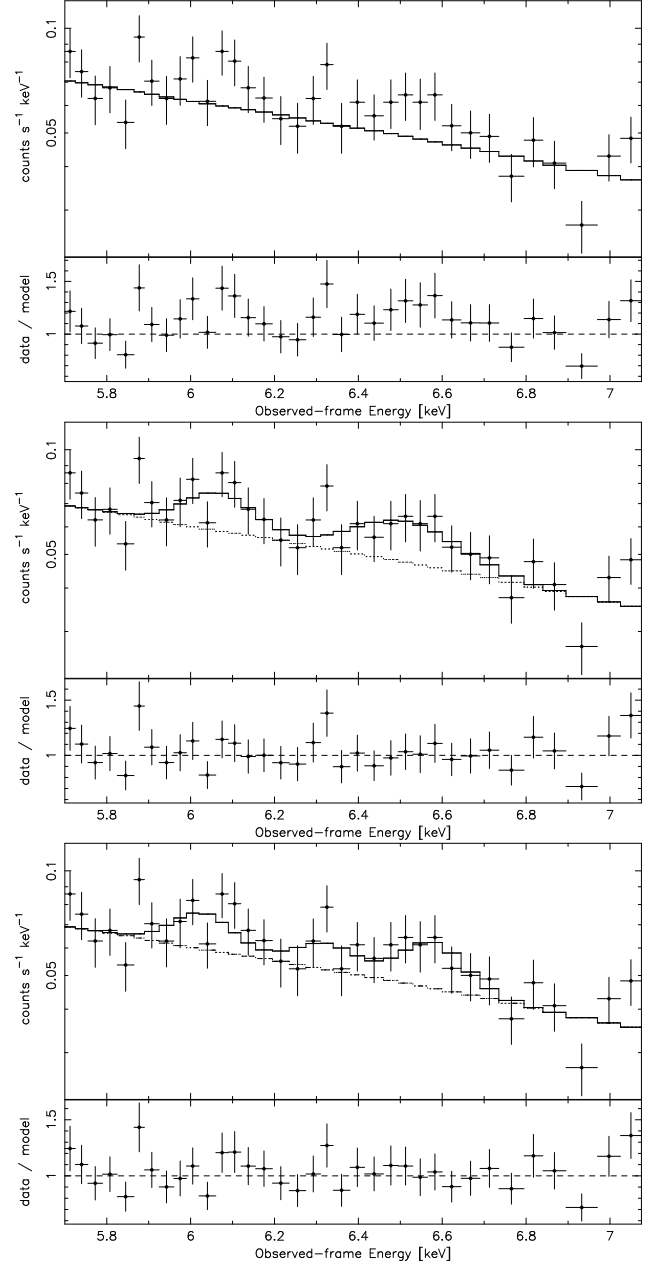 0.1
0.05
counts s⁻¹ keV⁻¹
1.5
1
data / model
5.8 6 6.2 6.4 6.6 6.8 7
Observed-frame Energy [keV]
0.1
0.05
counts s⁻¹ keV⁻¹
1.5
1
data / model
5.8 6 6.2 6.4 6.6 6.8 7
Observed-frame Energy [keV]
0.1
0.05
counts s⁻¹ keV⁻¹
1.5
1
data / model
5.8 6 6.2 6.4 6.6 6.8 7
Observed-frame Energy [keV]